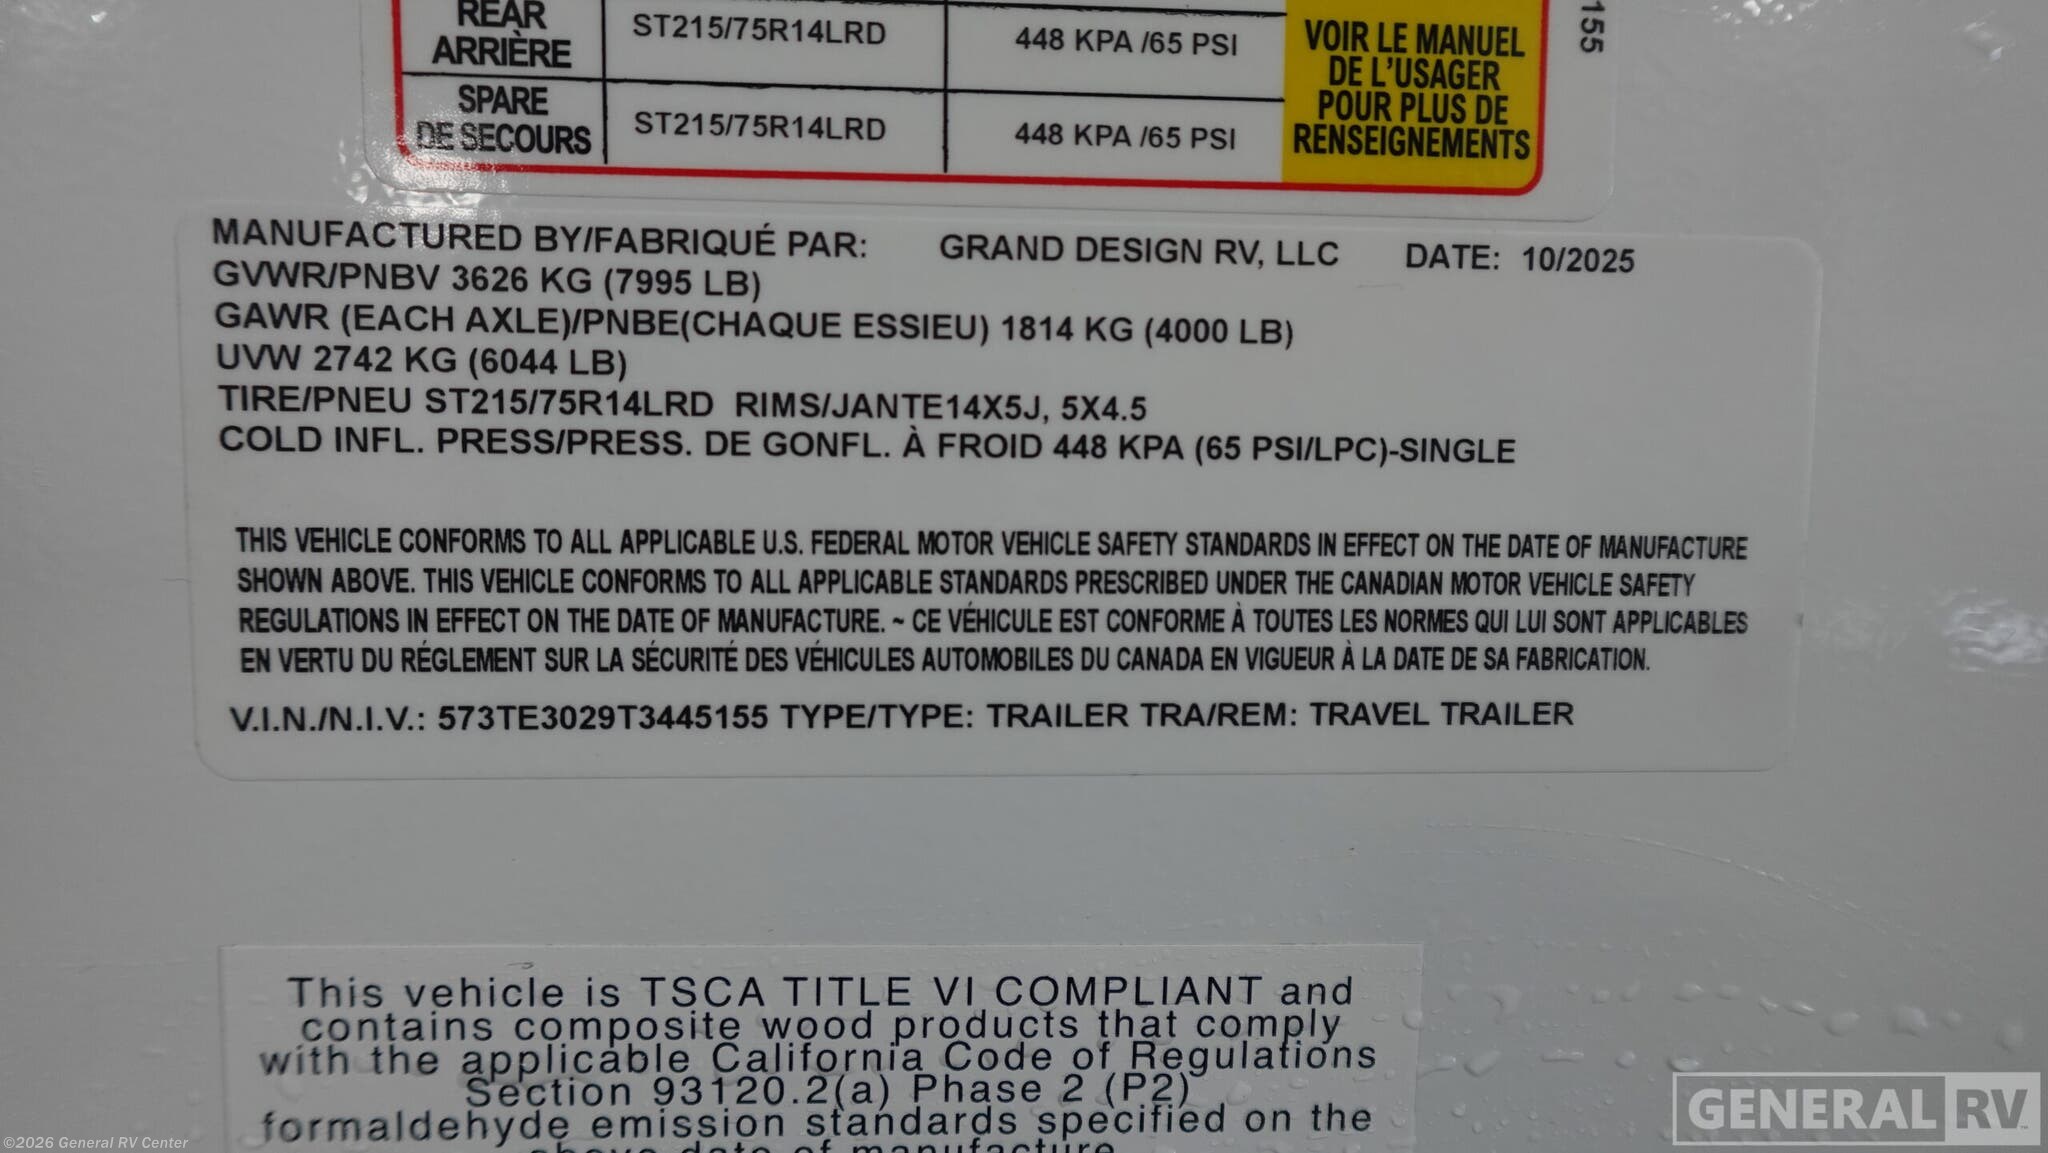 REAR
ARRIÈRE
ST215/75R14LRD
448 KPA /65 PSI
SPARE
DE SECOURS
ST215/75R14LRD
448 KPA /65 PSI
VOIR LE MANUEL
DE L'USAGER
POUR PLUS DE
RENSEIGNEMENTS
155
MANUFACTURED BY/FABRIQUÉ PAR: GRAND DESIGN RV, LLC DATE: 10/2025
GVWR/PNBV 3626 KG (7995 LB)
GAWR (EACH AXLE)/PNBE(CHAQUE ESSIEU) 1814 KG (4000 LB)
UVW 2742 KG (6044 LB)
TIRE/PNEU ST215/75R14LRD RIMS/JANTE14X5J, 5X4.5
COLD INFL. PRESS/PRESS. DE GONFL. À FROID 448 KPA (65 PSI/LPC)-SINGLE
THIS VEHICLE CONFORMS TO ALL APPLICABLE U.S. FEDERAL MOTOR VEHICLE SAFETY STANDARDS IN EFFECT ON THE DATE OF MANUFACTURE
SHOWN ABOVE. THIS VEHICLE CONFORMS TO ALL APPLICABLE STANDARDS PRESCRIBED UNDER THE CANADIAN MOTOR VEHICLE SAFETY
REGULATIONS IN EFFECT ON THE DATE OF MANUFACTURE. ~ CE VÉHICULE EST CONFORME À TOUTES LES NORMES QUI LUI SONT APPLICABLES
EN VERTU DU RÉGLEMENT SUR LA SÉCURITÉ DES VÉHICULES AUTOMOBILES DU CANADA EN VIGUEUR À LA DATE DE SA FABRICATION.
V.I.N./N.I.V.: 573TE3029T3445155 TYPE/TYPE: TRAILER TRA/REM: TRAVEL TRAILER
This vehicle is TSCA TITLE VI COMPLIANT and
contains composite wood products that comply
with the applicable California Code of Regulations
Section 93120.2(a) Phase 2 (P2)
formaldehyde emission standards specified on the
above date of manufacture
GENERAL RV
©2026 General RV Center